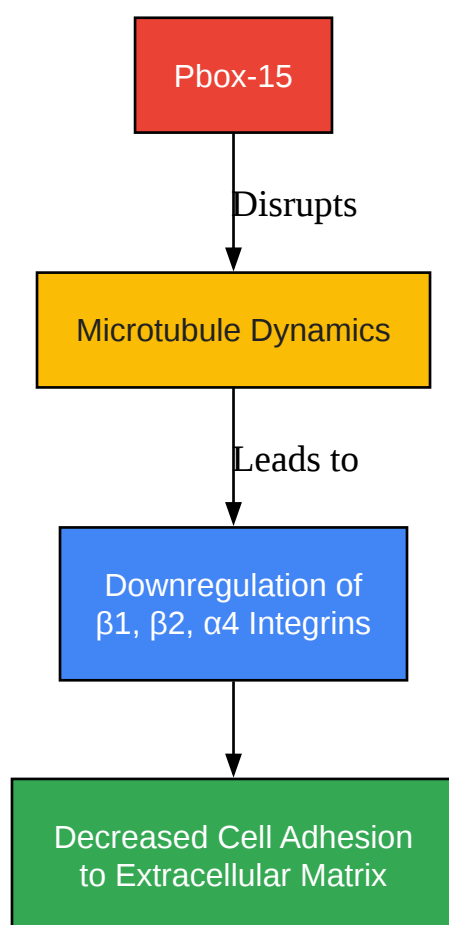 Pbox-15
Disrupts
Microtubule Dynamics
Leads to
Downregulation of
β1, β2, α4 Integrins
Decreased Cell Adhesion
to Extracellular Matrix